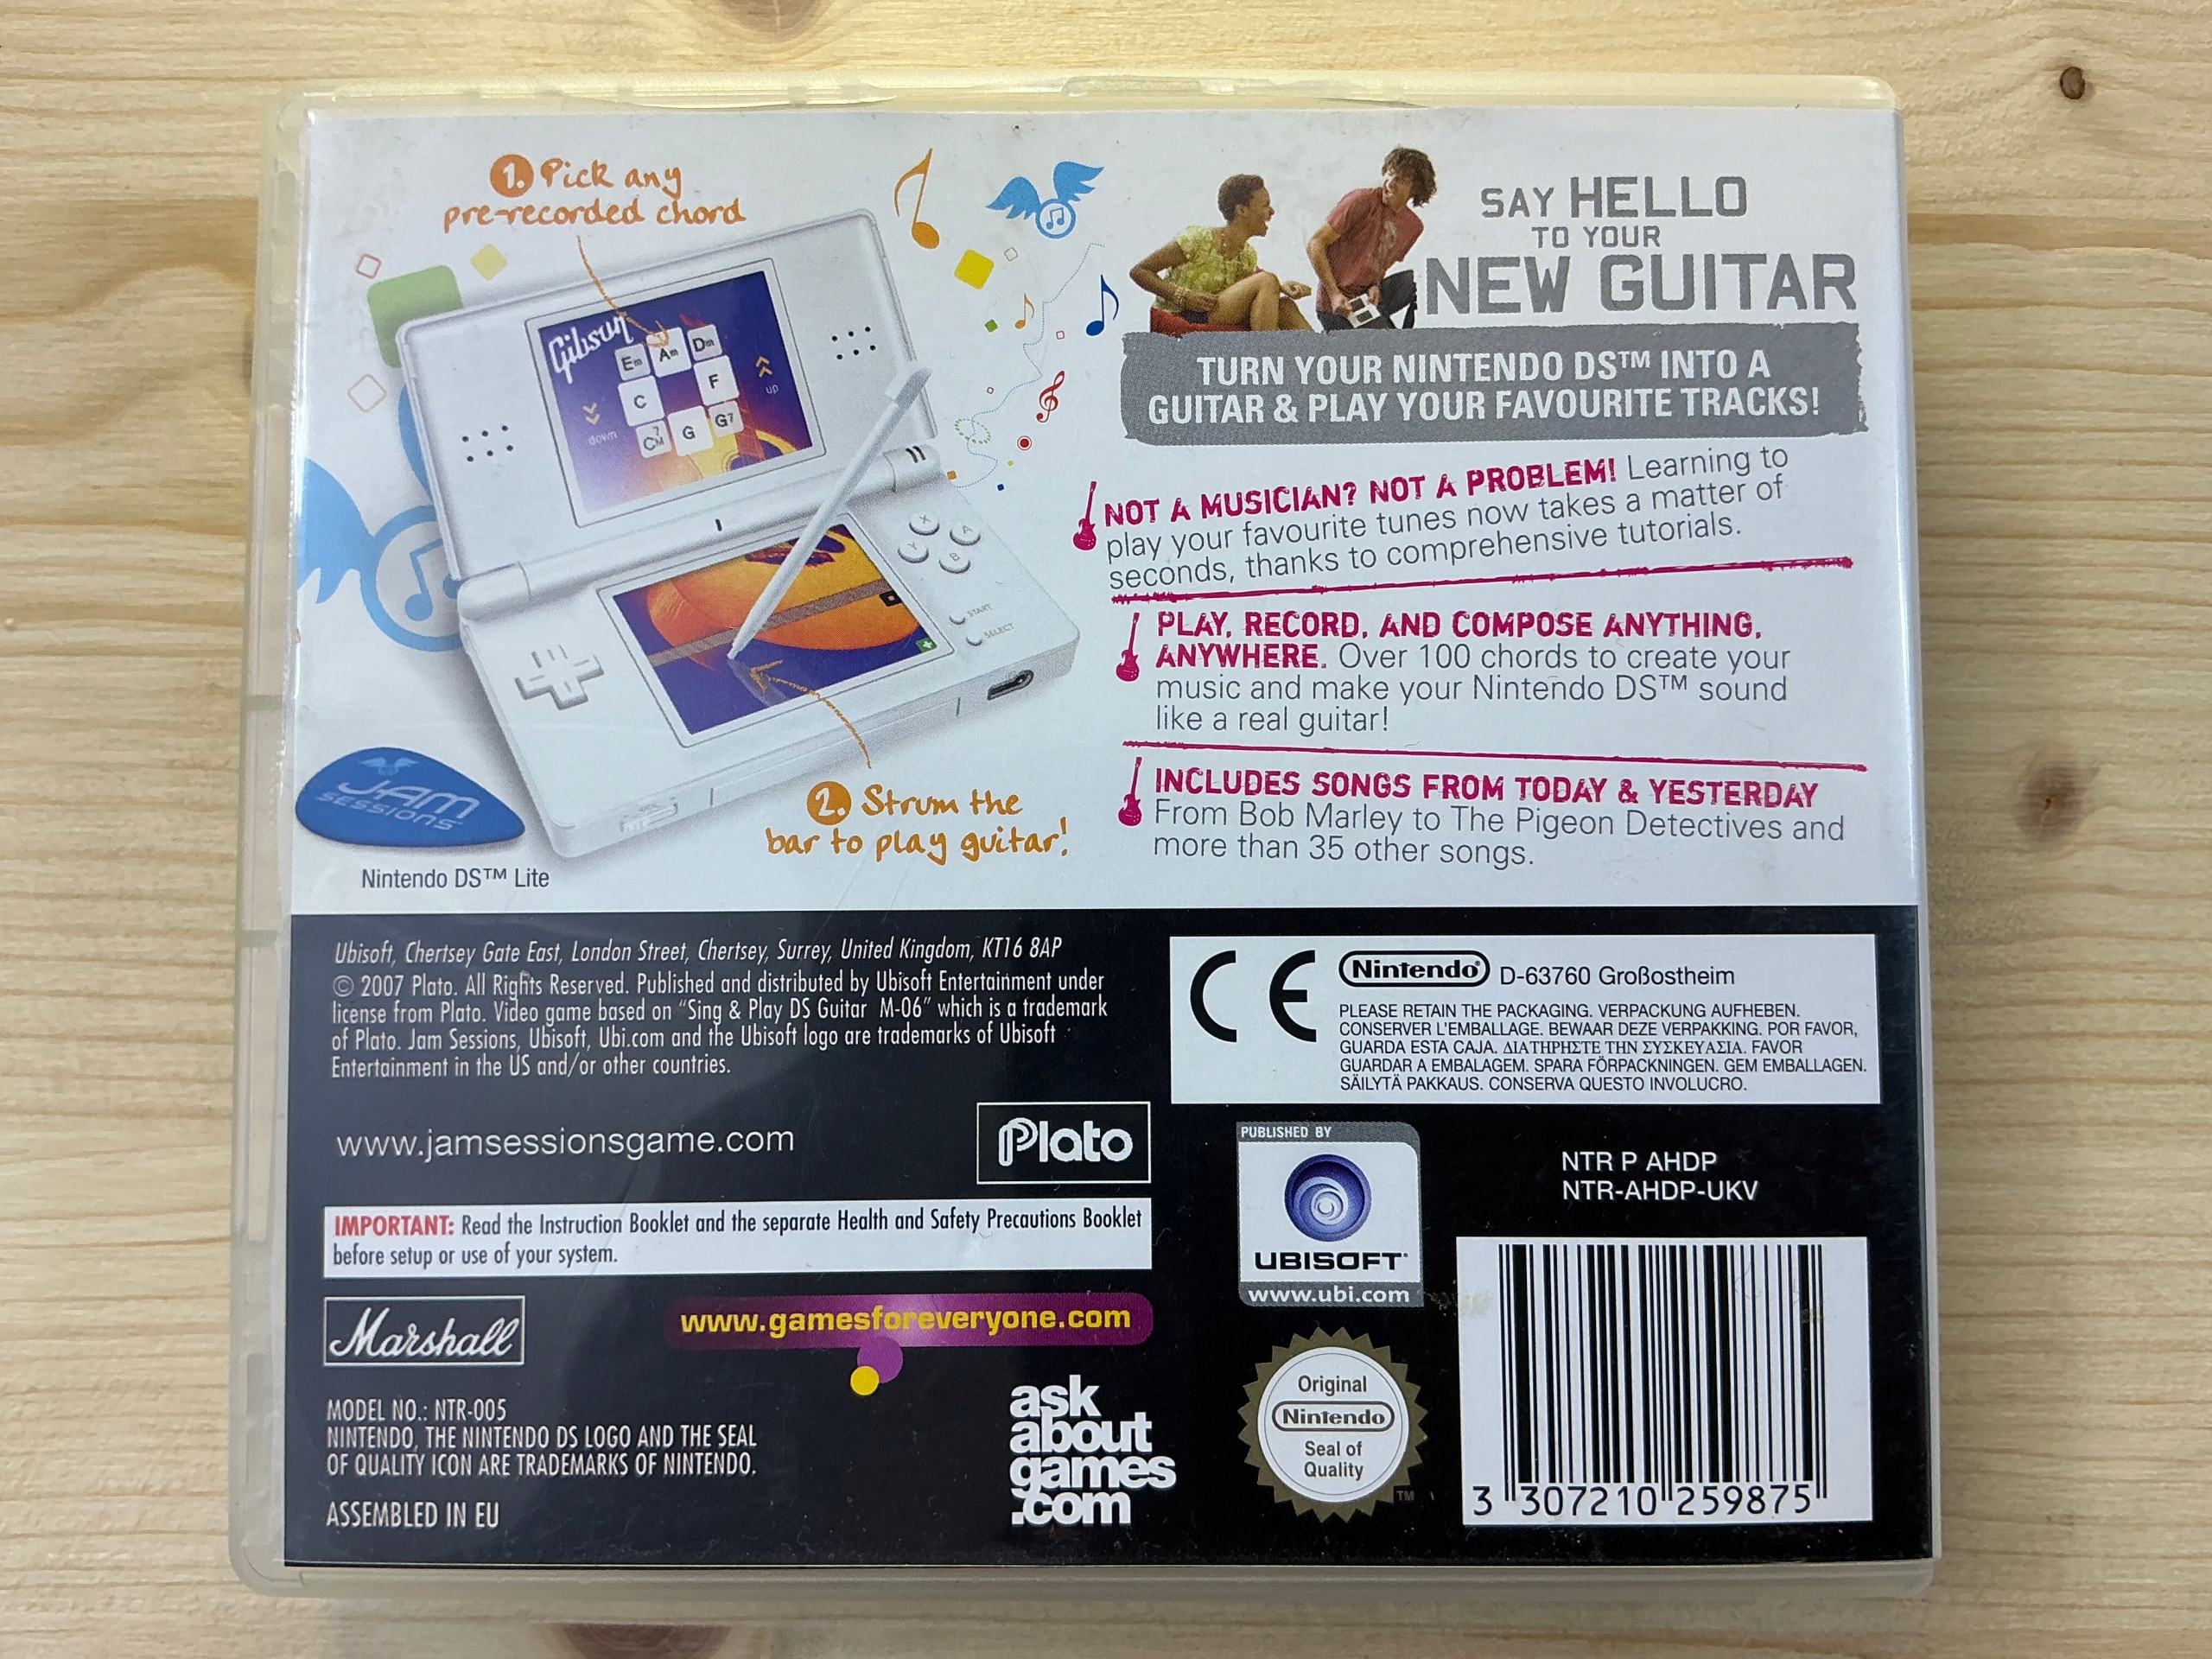 1. Pick any
pre-recorded chord
Gibson
Em Am Dm
C F
CM7 G G7
down
up
X
A
Y
B
START
SELECT
2. Strum the
bar to play guitar!
JAM
SESSIONS
Nintendo DS™ Lite
SAY HELLO
TO YOUR
NEW GUITAR
TURN YOUR NINTENDO DS™ INTO A
GUITAR & PLAY YOUR FAVOURITE TRACKS!
NOT A MUSICIAN? NOT A PROBLEM! Learning to
play your favourite tunes now takes a matter of
seconds, thanks to comprehensive tutorials.
PLAY, RECORD, AND COMPOSE ANYTHING,
ANYWHERE. Over 100 chords to create your
music and make your Nintendo DS™ sound
like a real guitar!
INCLUDES SONGS FROM TODAY & YESTERDAY
From Bob Marley to The Pigeon Detectives and
more than 35 other songs.
Ubisoft, Chertsey Gate East, London Street, Chertsey, Surrey, United Kingdom, KT16 8AP
© 2007 Plato. All Rights Reserved. Published and distributed by Ubisoft Entertainment under
license from Plato. Video game based on "Sing & Play DS Guitar M-06" which is a trademark
of Plato. Jam Sessions, Ubisoft, Ubi.com and the Ubisoft logo are trademarks of Ubisoft
Entertainment in the US and/or other countries.
www.jamsessionsgame.com
Plato
IMPORTANT: Read the Instruction Booklet and the separate Health and Safety Precautions Booklet
before setup or use of your system.
Marshall
www.gamesforeveryone.com
MODEL NO.: NTR-005
NINTENDO, THE NINTENDO DS LOGO AND THE SEAL
OF QUALITY ICON ARE TRADEMARKS OF NINTENDO.
ASSEMBLED IN EU
ask
about
games
.com
CE
Nintendo® D-63760 Großostheim
PLEASE RETAIN THE PACKAGING. VERPACKUNG AUFHEBEN.
CONSERVER L'EMBALLAGE. BEWAAR DEZE VERPAKKING. POR FAVOR,
GUARDA ESTA CAJA. ΔΙΑΤΗΡΗΣΤΕ ΤΗΝ ΣΥΣΚΕΥΑΣΙΑ. FAVOR
GUARDAR A EMBALAGEM. SPARA FÖRPACKNINGEN. GEM EMBALLAGEN.
SÄILYTÄ PAKKAUS. CONSERVA QUESTO INVOLUCRO.
PUBLISHED BY
UBISOFT®
www.ubi.com
NTR P AHDP
NTR-AHDP-UKV
Original
Nintendo
Seal of
Quality
TM
3 307210 259875